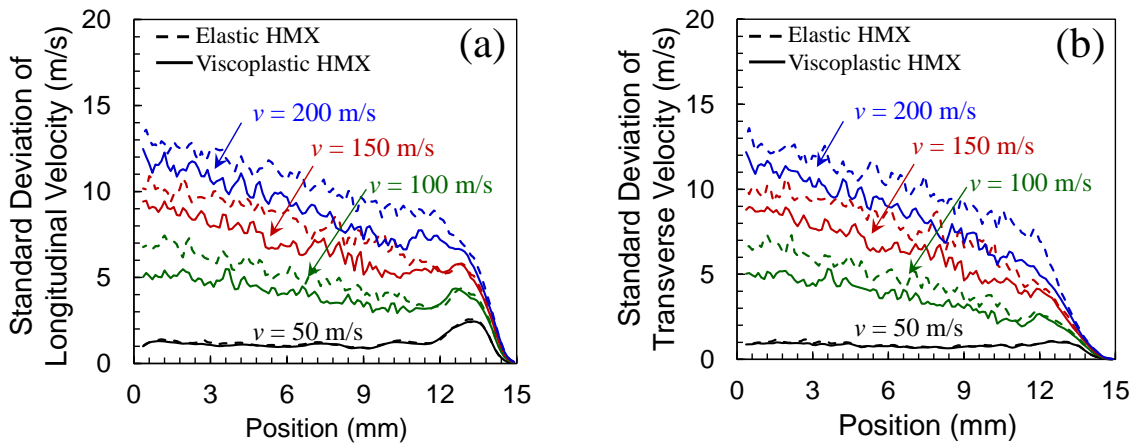 Standard Deviation of
Longitudinal Velocity (m/s)
20
15
10
5
0
Elastic HMX
Viscoplastic HMX
(a)
v = 200 m/s
v = 150 m/s
v = 100 m/s
v = 50 m/s
0 3 6 9 12 15
Position (mm)
Standard Deviation of
Transverse Velocity (m/s)
20
15
10
5
0
Elastic HMX
Viscoplastic HMX
(b)
v = 200 m/s
v = 150 m/s
v = 100 m/s
v = 50 m/s
0 3 6 9 12 15
Position (mm)